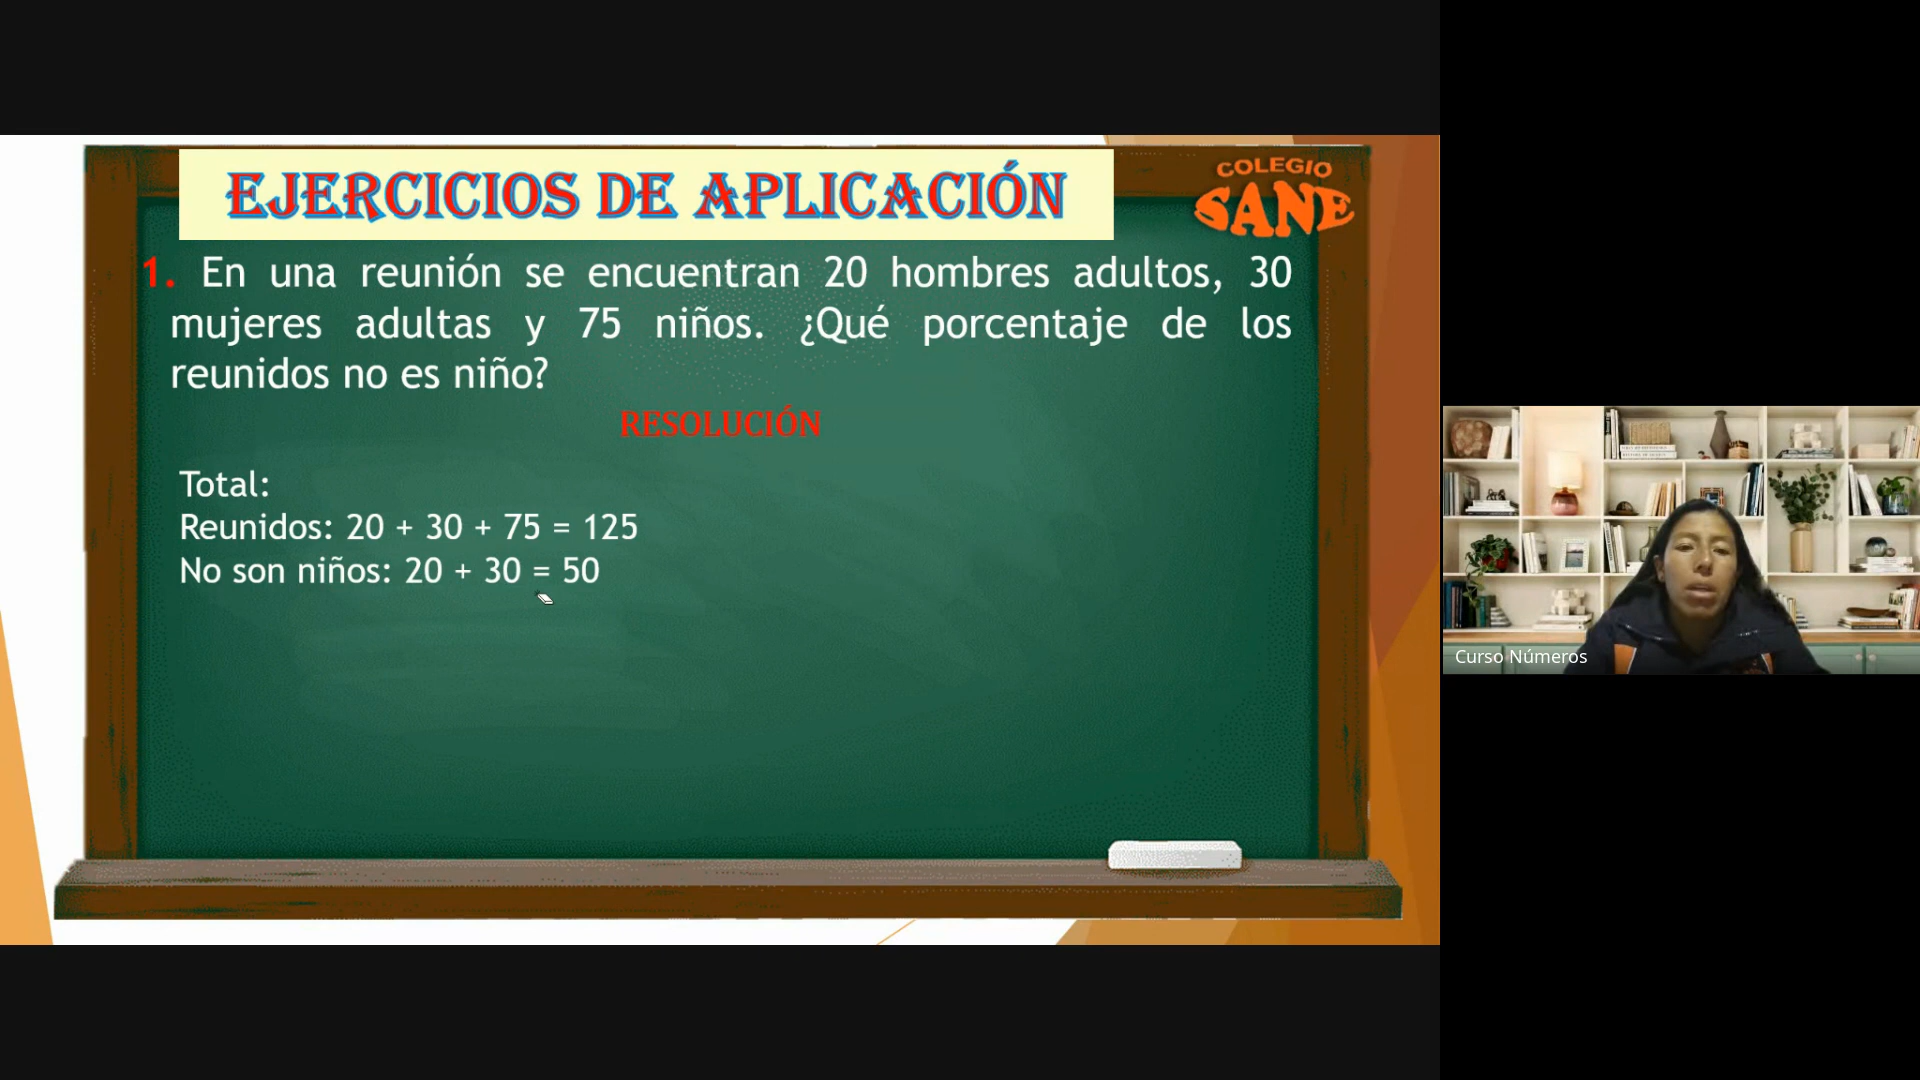 EJERCICIOS DE APLICACIÓN
COLEGIO
SANE
1. En una reunión se encuentran 20 hombres adultos, 30
mujeres adultas y 75 niños. ¿Qué porcentaje de los
reunidos no es niño?
RESOLUCIÓN
Total:
Reunidos: 20 + 30 + 75 = 125
No son niños: 20 + 30 = 50
Curso Números